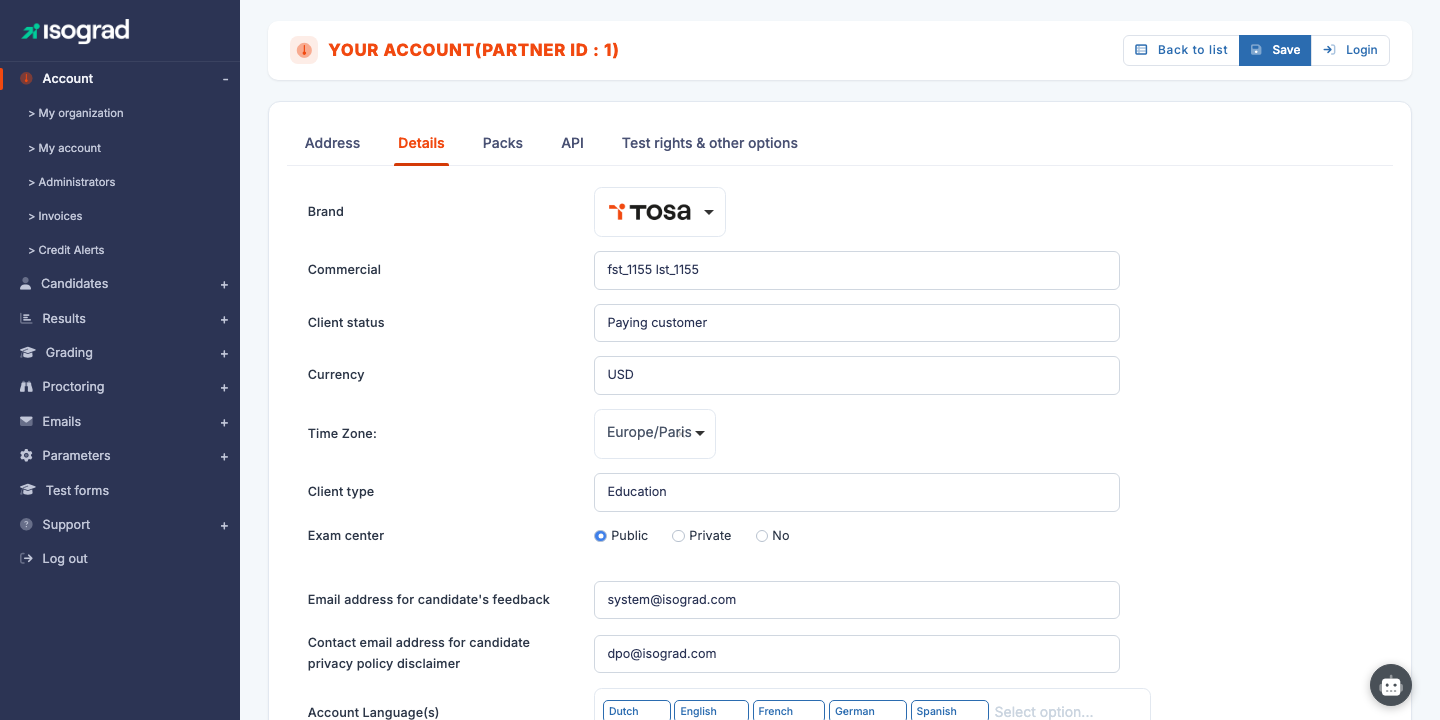 isograd
YOUR ACCOUNT(PARTNER ID : 1)
Back to list
Save
Login
Account
-
> My organization
> My account
> Administrators
> Invoices
> Credit Alerts
Candidates
+
Results
+
Grading
+
Proctoring
+
Emails
+
Parameters
+
Test forms
Support
+
Log out
Address
Details
Packs
API
Test rights & other options
Brand
TOSA
Commercial
fst_1155 lst_1155
Client status
Paying customer
Currency
USD
Time Zone:
Europe/Paris
Client type
Education
Exam center
Public
Private
No
Email address for candidate's feedback
system@isograd.com
Contact email address for candidate
privacy policy disclaimer
dpo@isograd.com
Account Language(s)
Dutch
English
French
German
Spanish
Select option...